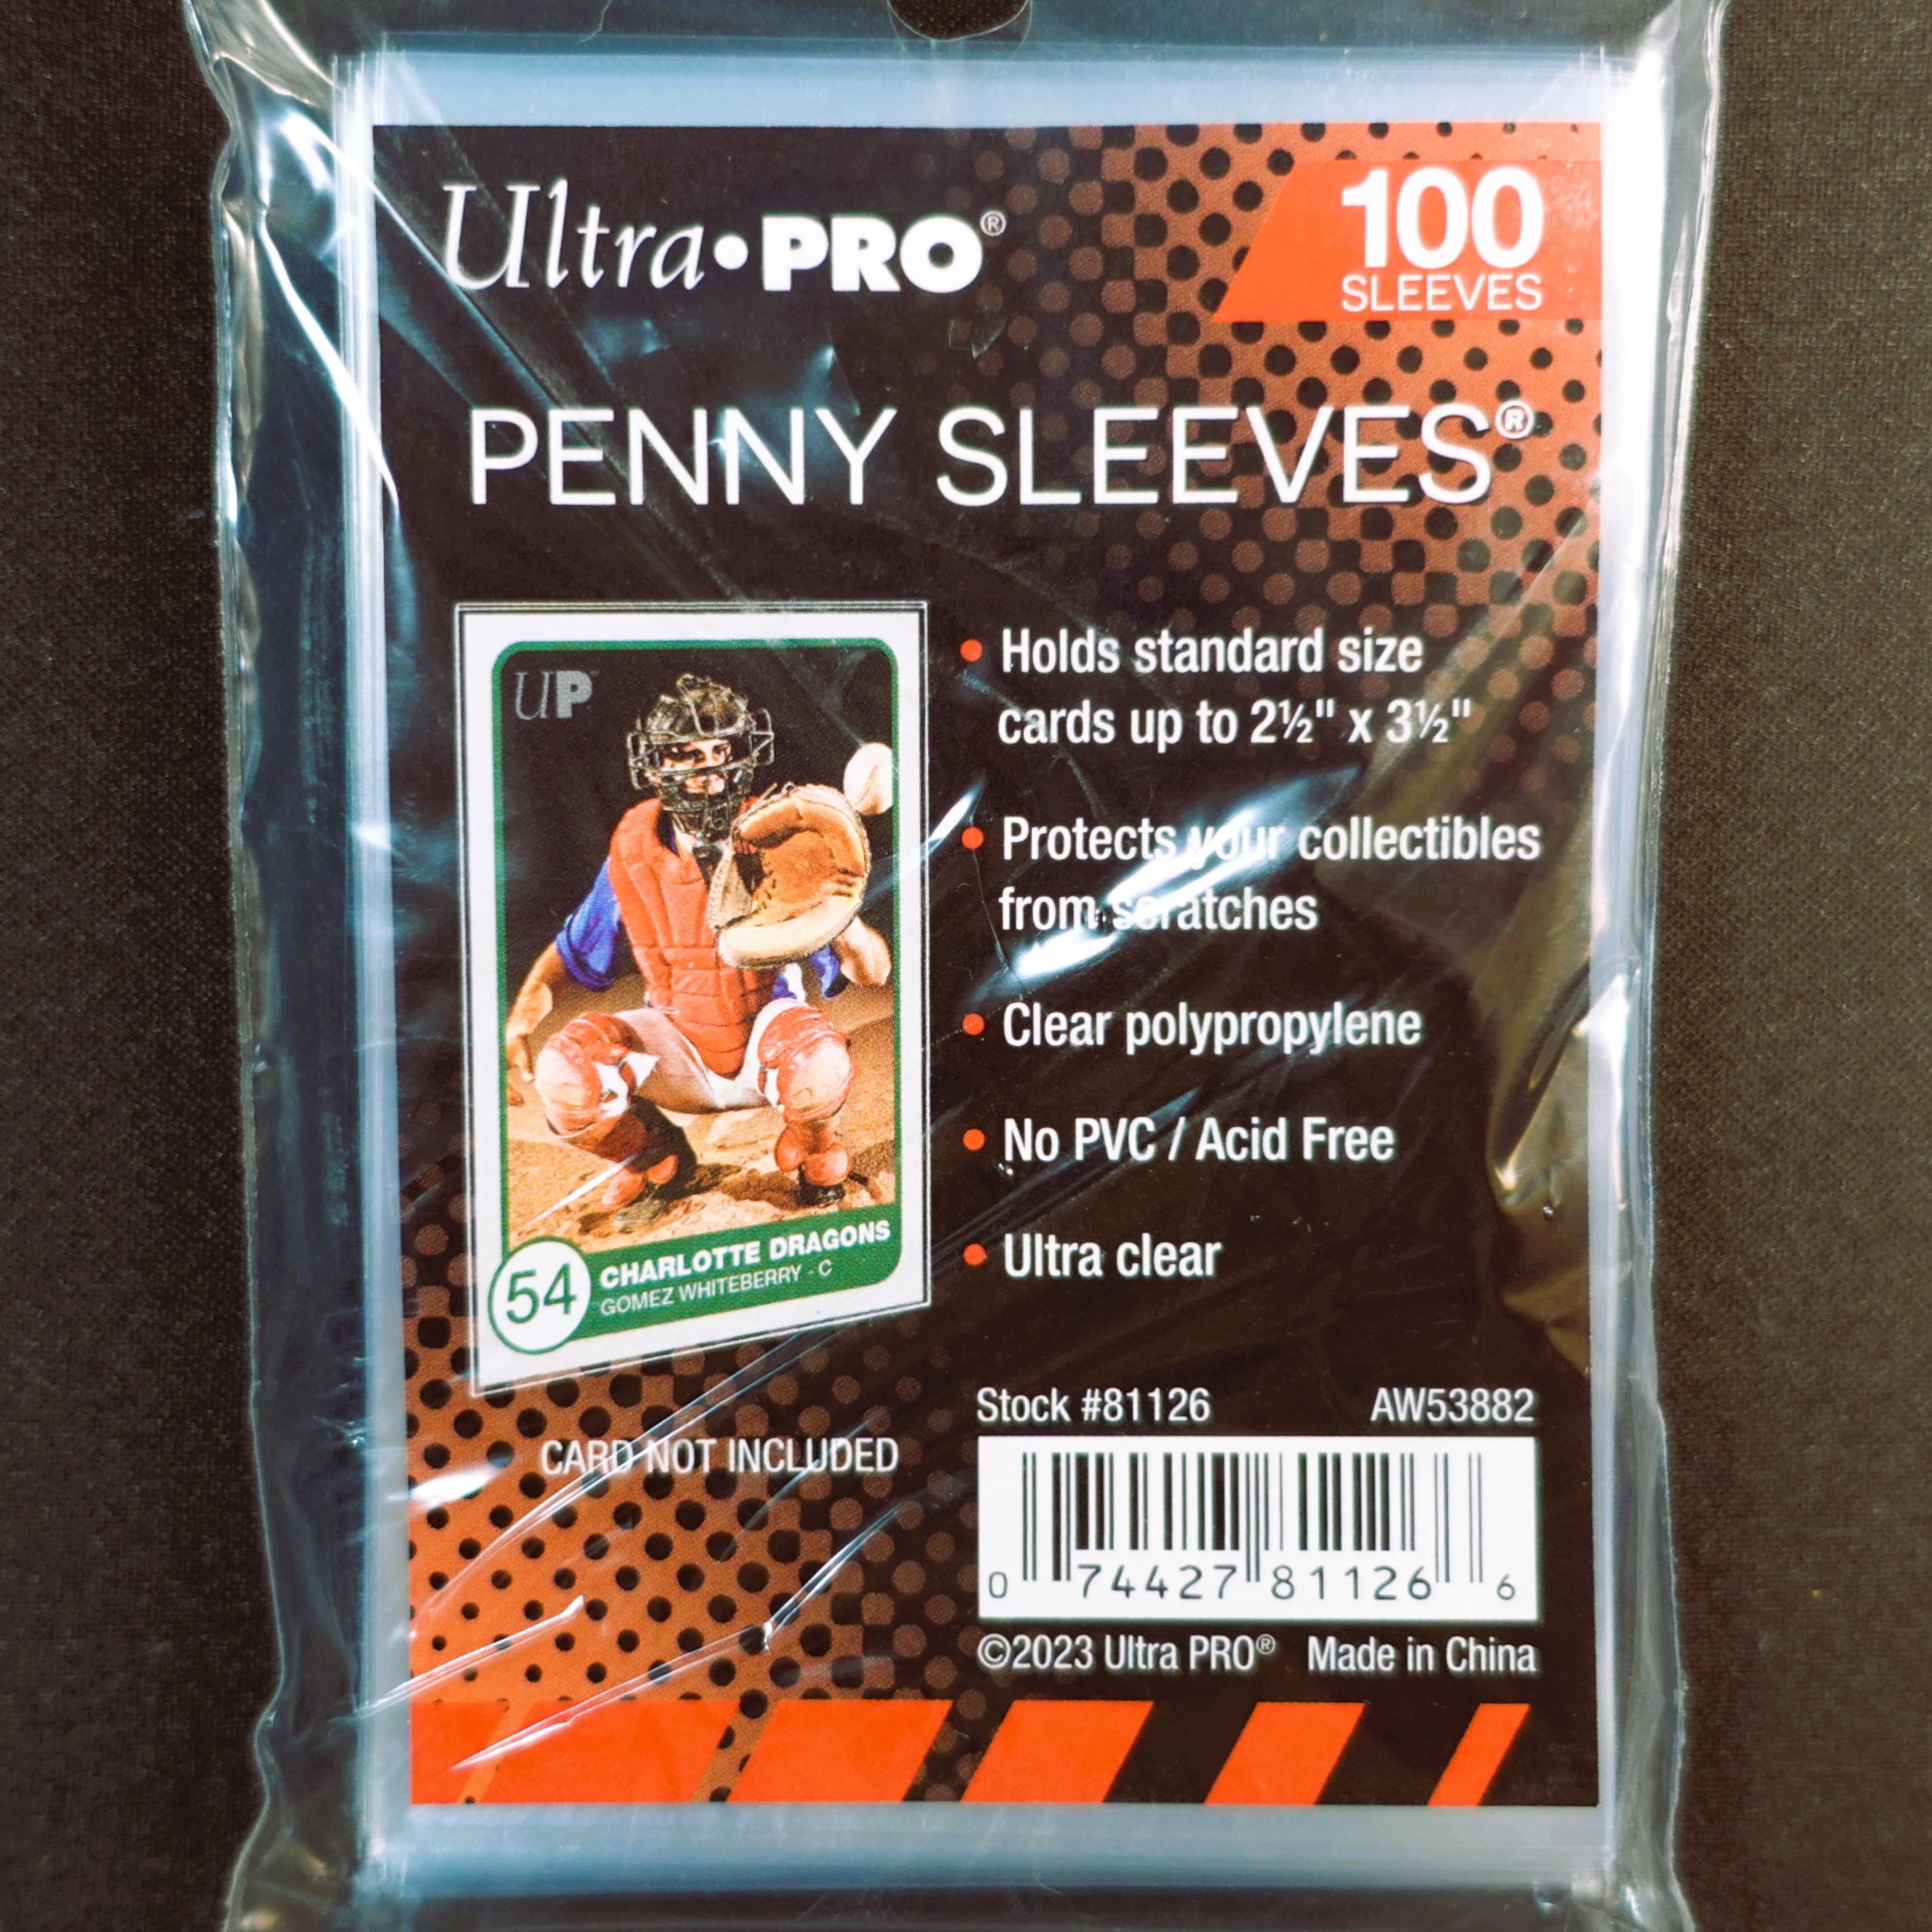 Ultra•PRO®
100
SLEEVES
PENNY SLEEVES®
UP
54
CHARLOTTE DRAGONS
GOMEZ WHITEBERRY - C
CARD NOT INCLUDED
• Holds standard size
cards up to 2½" x 3½"
• Protects your collectibles
from scratches
• Clear polypropylene
• No PVC / Acid Free
• Ultra clear
Stock #81126 AW53882
0 74427 81126 6
©2023 Ultra PRO® Made in China